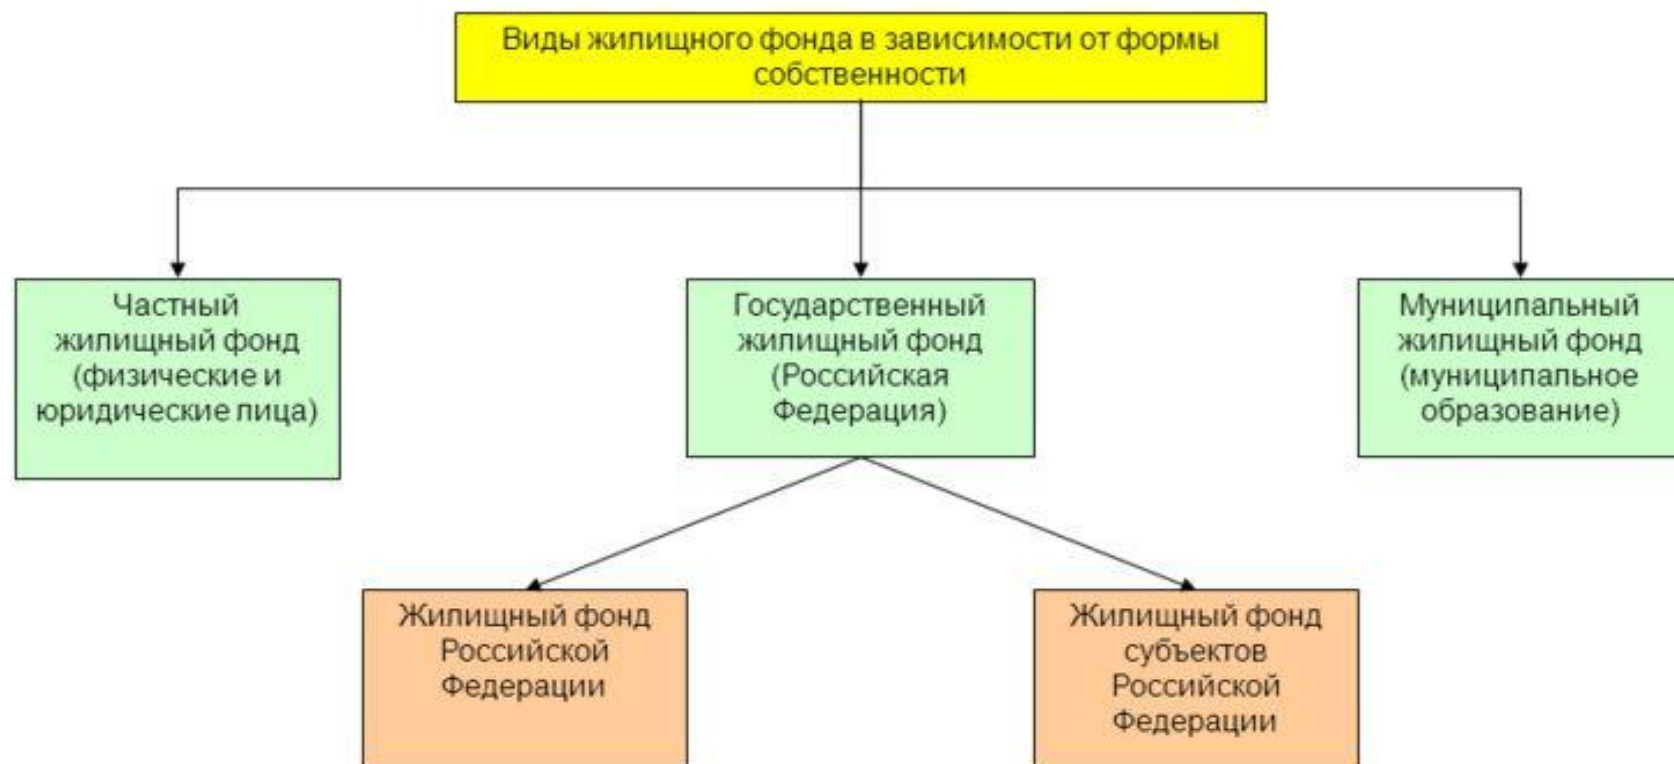 Виды жилищного фонда в зависимости от формы
собственности
Частный
жилищный фонд
(физические и
юридические лица)
Государственный
жилищный фонд
(Российская
Федерация)
Муниципальный
жилищный фонд
(муниципальное
образование)
Жилищный фонд
Российской
Федерации
Жилищный фонд
субъектов
Российской
Федерации